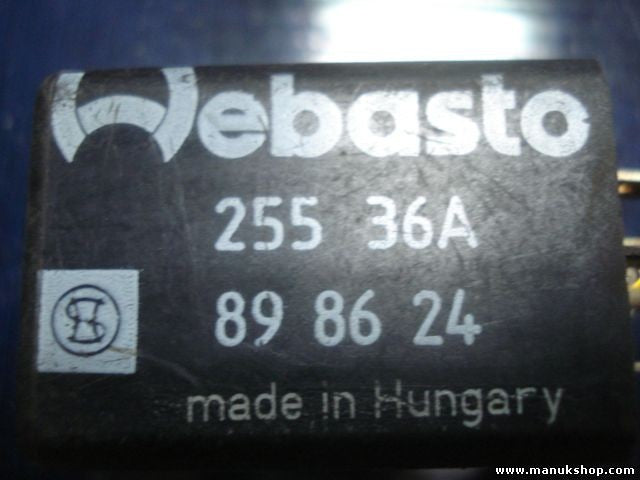 Webasto
255 36A
89 86 24
made in Hungary
www.manukshop.com